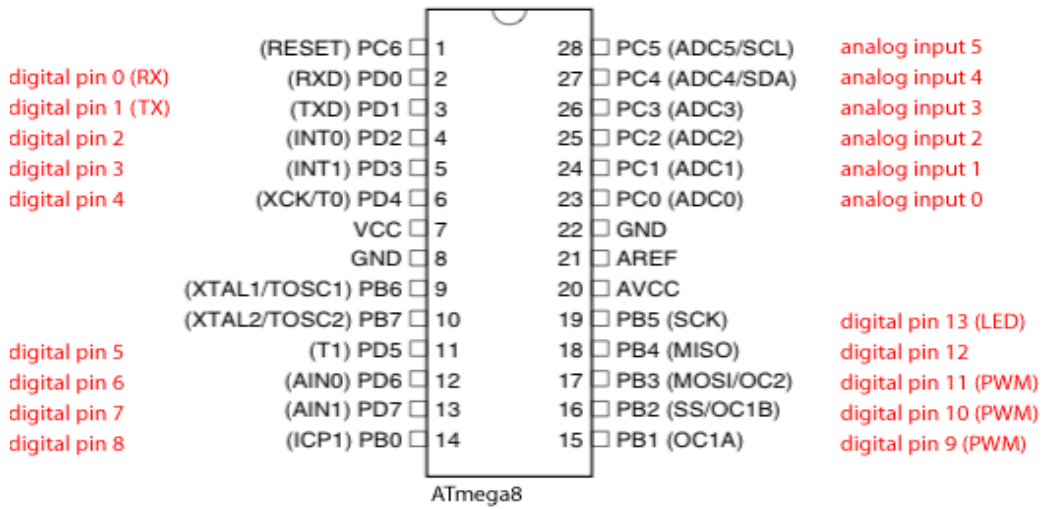 (RESET) PC6 1 28 PC5 (ADC5/SCL) analog input 5
digital pin 0 (RX) (RXD) PD0 2 27 PC4 (ADC4/SDA) analog input 4
digital pin 1 (TX) (TXD) PD1 3 26 PC3 (ADC3) analog input 3
digital pin 2 (INT0) PD2 4 25 PC2 (ADC2) analog input 2
digital pin 3 (INT1) PD3 5 24 PC1 (ADC1) analog input 1
digital pin 4 (XCK/T0) PD4 6 23 PC0 (ADC0) analog input 0
VCC 7 22 GND
GND 8 21 AREF
(XTAL1/TOSC1) PB6 9 20 AVCC
(XTAL2/TOSC2) PB7 10 19 PB5 (SCK) digital pin 13 (LED)
digital pin 5 (T1) PD5 11 18 PB4 (MISO) digital pin 12
digital pin 6 (AIN0) PD6 12 17 PB3 (MOSI/OC2) digital pin 11 (PWM)
digital pin 7 (AIN1) PD7 13 16 PB2 (SS/OC1B) digital pin 10 (PWM)
digital pin 8 (ICP1) PB0 14 15 PB1 (OC1A) digital pin 9 (PWM)
ATmega8